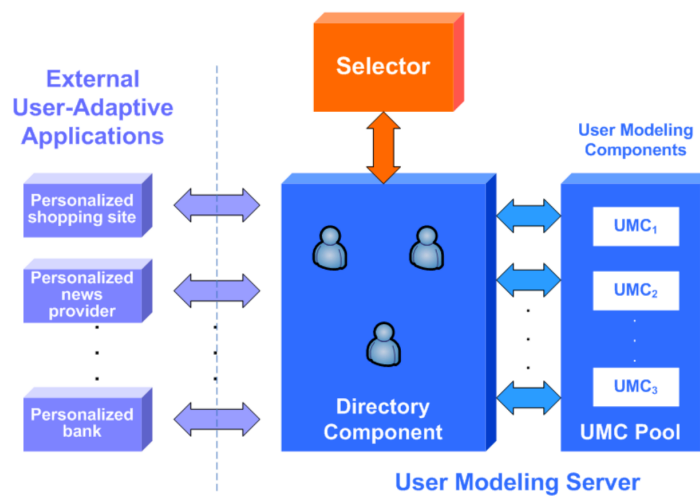 Selector
External
User-Adaptive
Applications
User Modeling
Components
Personalized
shopping site
UMC1
Personalized
news
provider
UMC2
UMC3
Personalized
bank
Directory
Component
UMC Pool
User Modeling Server